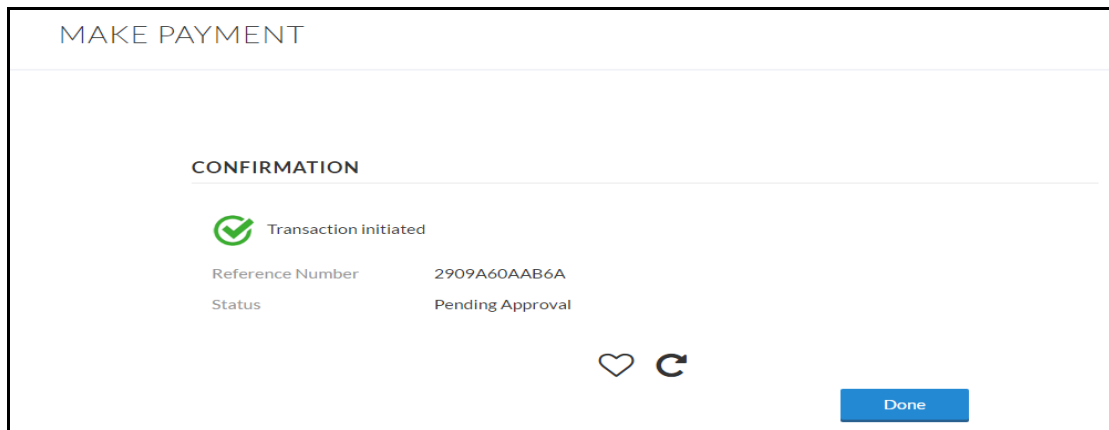 MAKE PAYMENT
CONFIRMATION
Transaction initiated
Reference Number 2909A60AAB6A
Status Pending Approval
Done